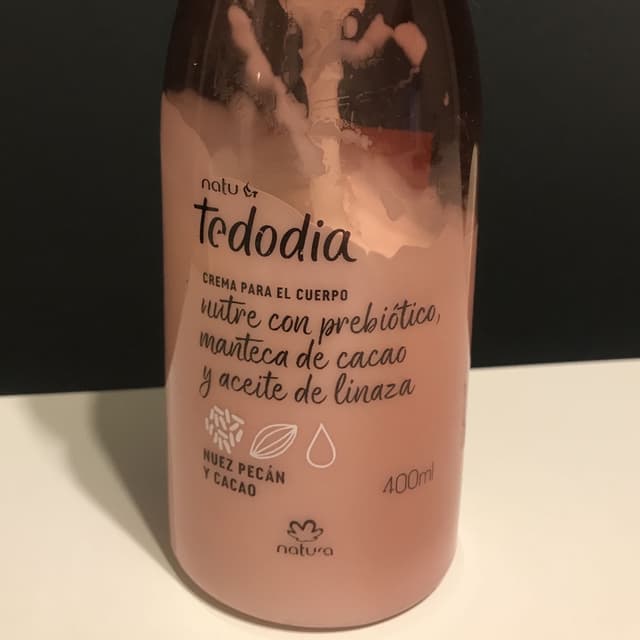 natu
tododia
CREMA PARA EL CUERPO
nutre con prebiótico,
manteca de cacao
y aceite de linaza
NUEZ PECÁN
Y CACAO
400ml
natura